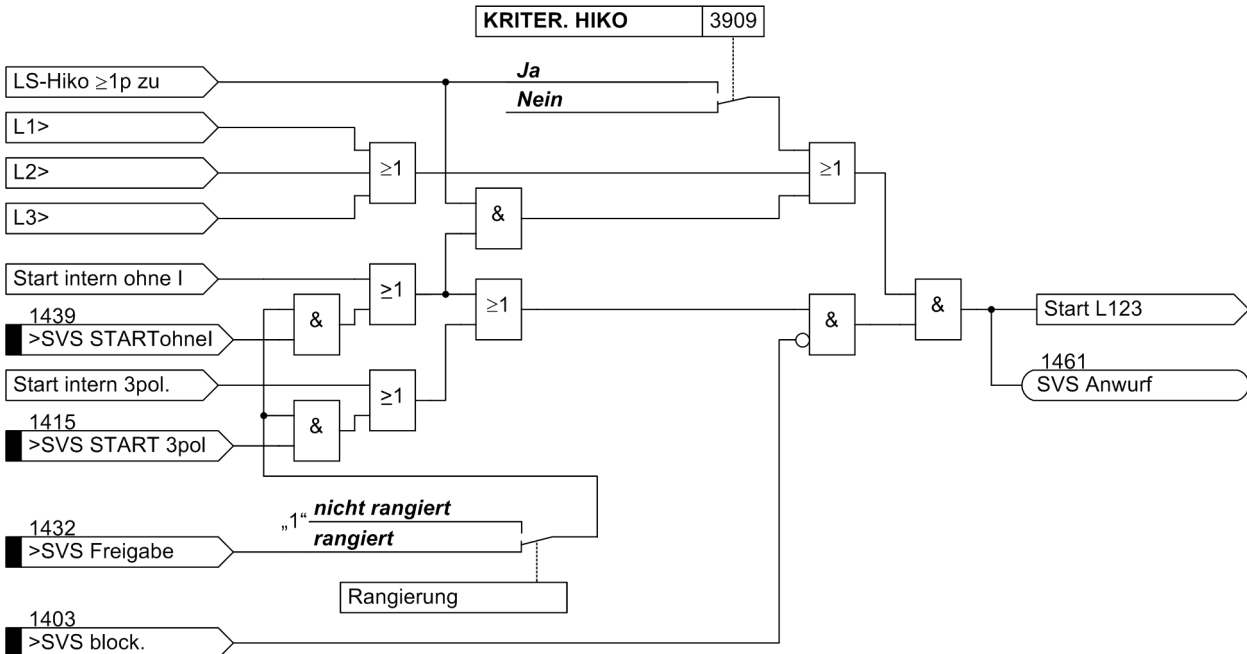 KRITER. HIKO 3909
LS-Hiko ≥1p zu
Ja
Nein
L1>
L2>
L3>
≥1
≥1
&
Start intern ohne I
≥1
≥1
&
&
&
Start L123
1439
>SVS STARTohneI
1461
SVS Anwurf
Start intern 3pol.
≥1
&
1415
>SVS START 3pol
„1“
nicht rangiert
rangiert
1432
>SVS Freigabe
Rangierung
1403
>SVS block.